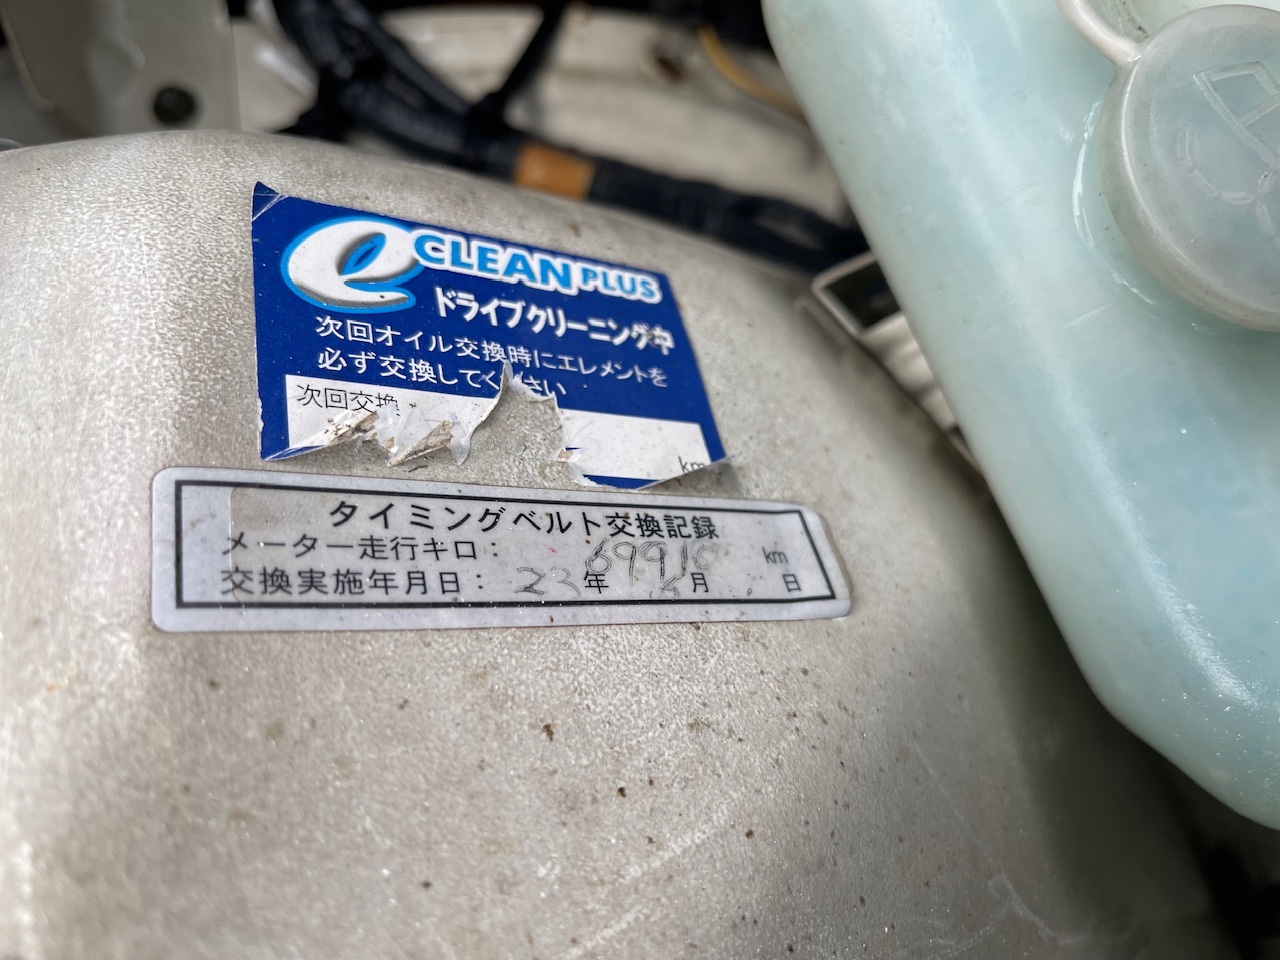 e CLEAN PLUS
ドライブクリーニング中
次回オイル交換時にエレメントを
必ず交換してください
次回交換
km
タイミングベルト交換記録
メーター走行キロ： 69910 km
交換実施年月日： 23年 月 日